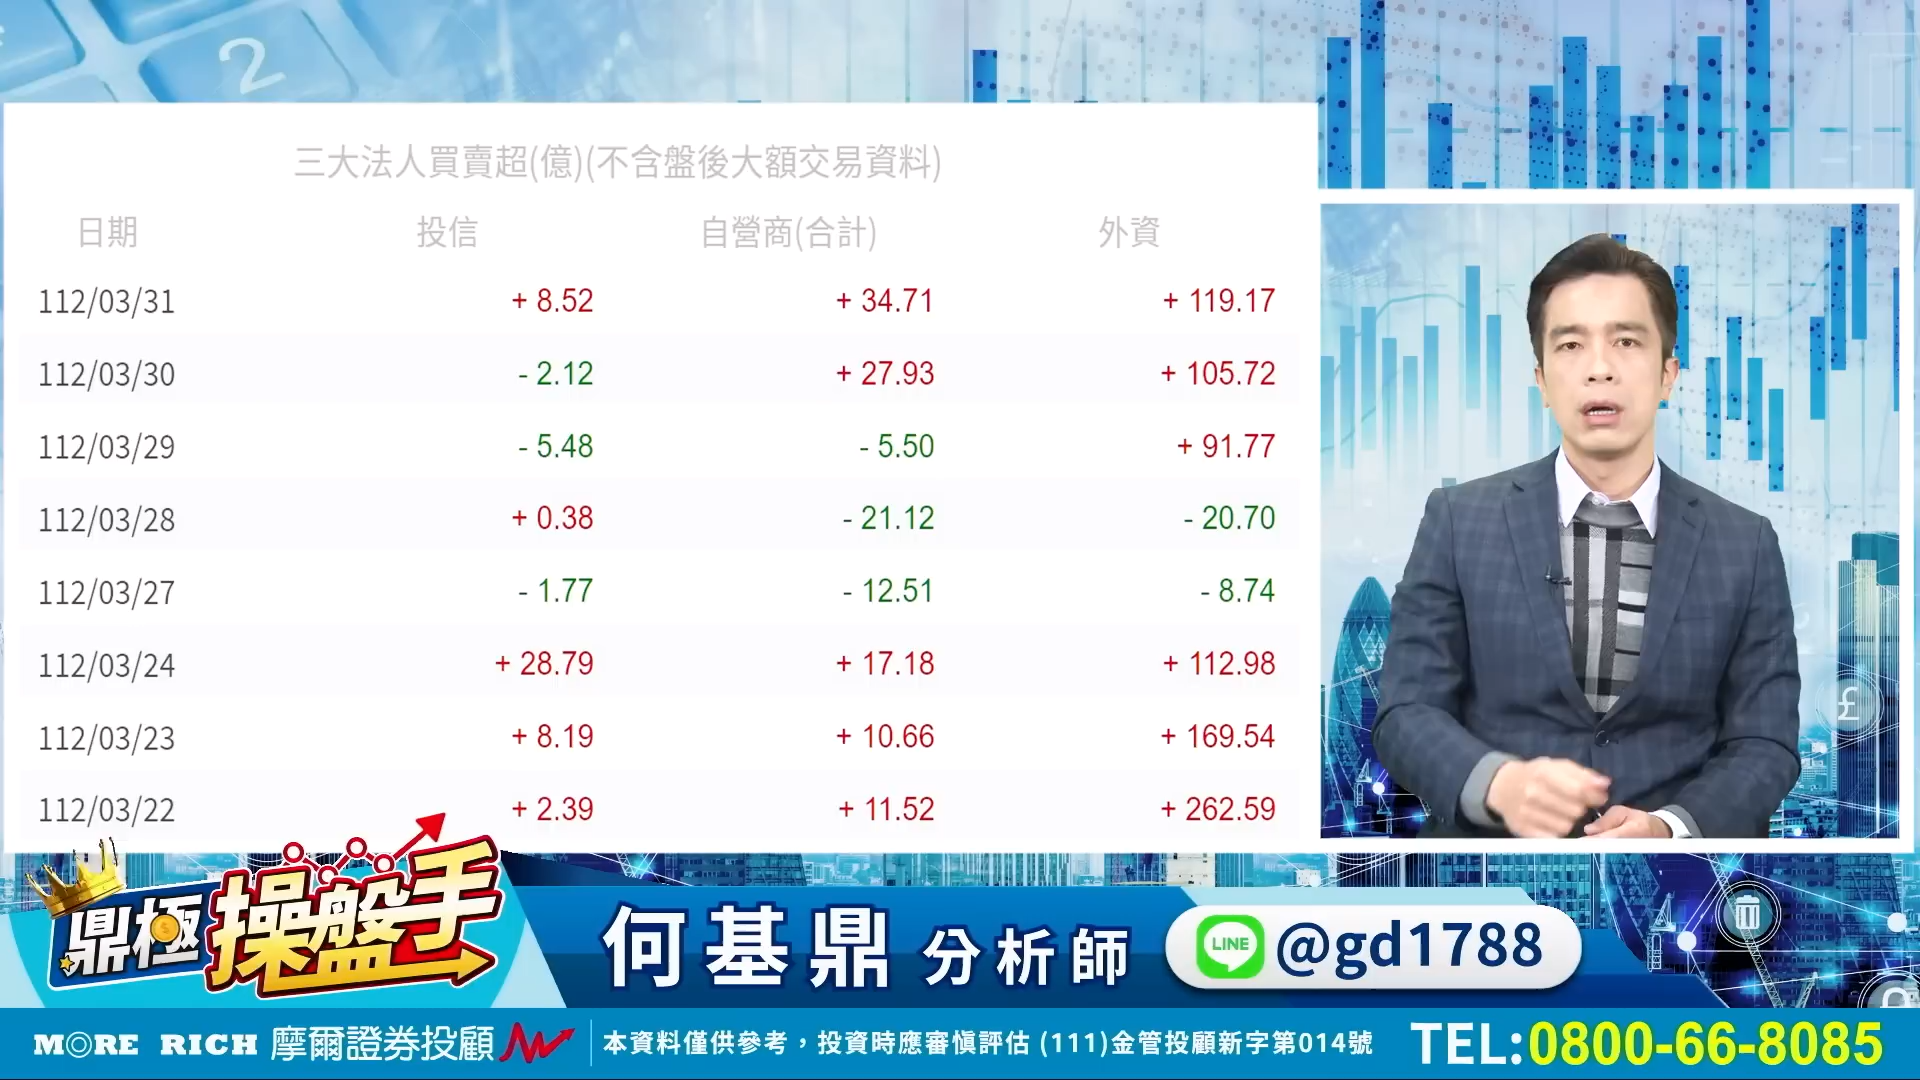 2
三大法人買賣超(億)(不含盤後大額交易資料)
日期 投信 自營商(合計) 外資
112/03/31 + 8.52 + 34.71 + 119.17
112/03/30 - 2.12 + 27.93 + 105.72
112/03/29 - 5.48 - 5.50 + 91.77
112/03/28 + 0.38 - 21.12 - 20.70
112/03/27 - 1.77 - 12.51 - 8.74
112/03/24 + 28.79 + 17.18 + 112.98
112/03/23 + 8.19 + 10.66 + 169.54
112/03/22 + 2.39 + 11.52 + 262.59
£
鼎極操盤手
何基鼎 分析師 LINE @gd1788
MORE RICH 摩爾證券投顧 本資料僅供參考，投資時應審慎評估 (111)金管投顧新字第014號 TEL:0800-66-8085